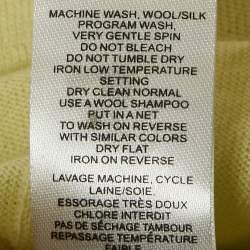 MACHINE WASH, WOOL/SILK
PROGRAM WASH,
VERY GENTLE SPIN
DO NOT BLEACH
DO NOT TUMBLE DRY
IRON LOW TEMPERATURE
SETTING
DRY CLEAN NORMAL
USE A WOOL SHAMPOO
PUT IN A NET
TO WASH ON REVERSE
WITH SIMILAR COLORS
DRY FLAT
IRON ON REVERSE
LAVAGE MACHINE, CYCLE
LAINE/SOIE.
ESSORAGE TRÈS DOUX
CHLORE INTERDIT
PAS DE SÉCHAGE TAMBOUR
REPASSAGE TEMPÉRATURE
FAIBLE